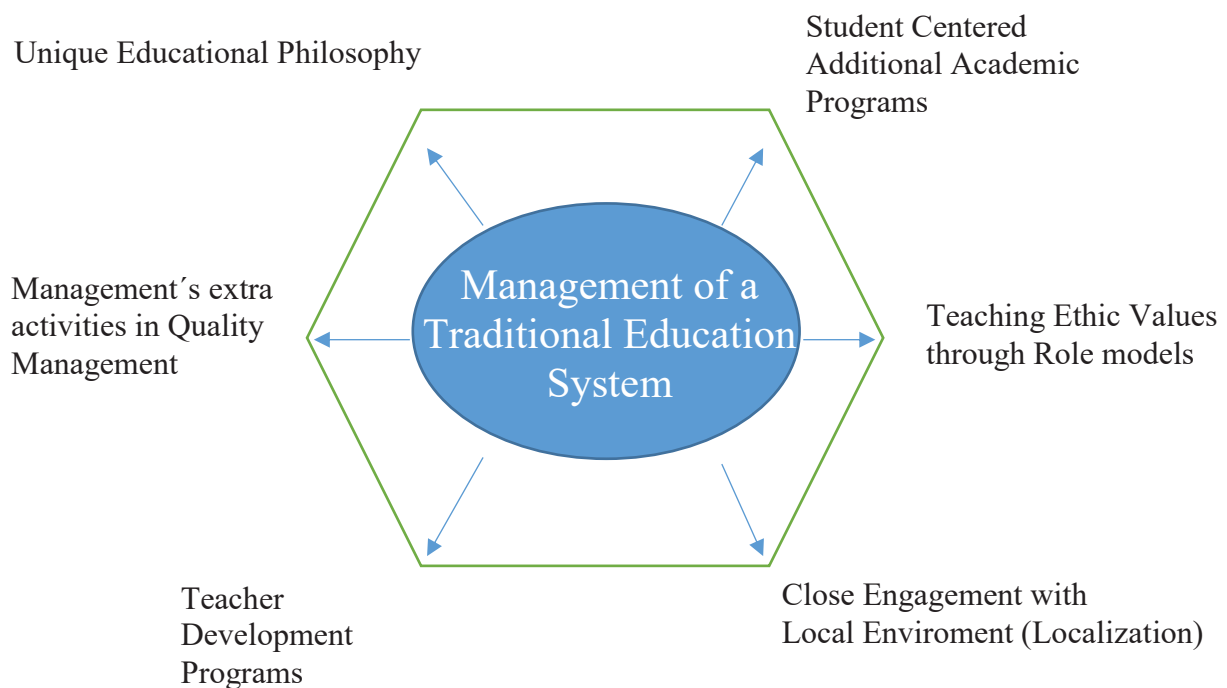 Unique Educational Philosophy
Student Centered
Additional Academic
Programs
Management of a
Traditional Education
System
Management´s extra
activities in Quality
Management
Teaching Ethic Values
through Role models
Teacher
Development
Programs
Close Engagement with
Local Enviroment (Localization)